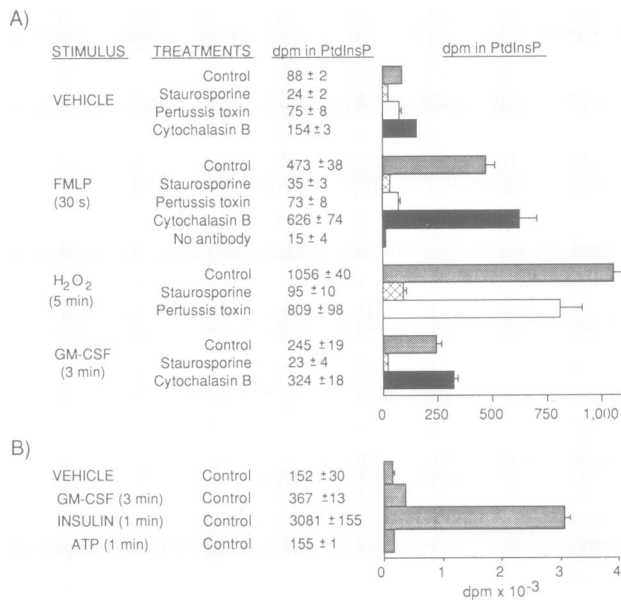 A)
STIMULUS TREATMENTS dpm in PtdInsP dpm in PtdInsP
Control 88 ± 2
VEHICLE
Staurosporine 24 ± 2
Pertussis toxin 75 ± 8
Cytochalasin B 154 ± 3
Control 473 ± 38
FMLP
(30 s)
Staurosporine 35 ± 3
Pertussis toxin 73 ± 8
Cytochalasin B 626 ± 74
No antibody 15 ± 4
H2O2
(5 min)
Control 1056 ± 40
Staurosporine 95 ± 10
Pertussis toxin 809 ± 98
GM-CSF
(3 min)
Control 245 ± 19
Staurosporine 23 ± 4
Cytochalasin B 324 ± 18
0 250 500 750 1,000
B)
VEHICLE Control 152 ± 30
GM-CSF (3 min) Control 367 ± 13
INSULIN (1 min) Control 3081 ± 155
ATP (1 min) Control 155 ± 1
0 1 2 3 4
dpm x 10-3